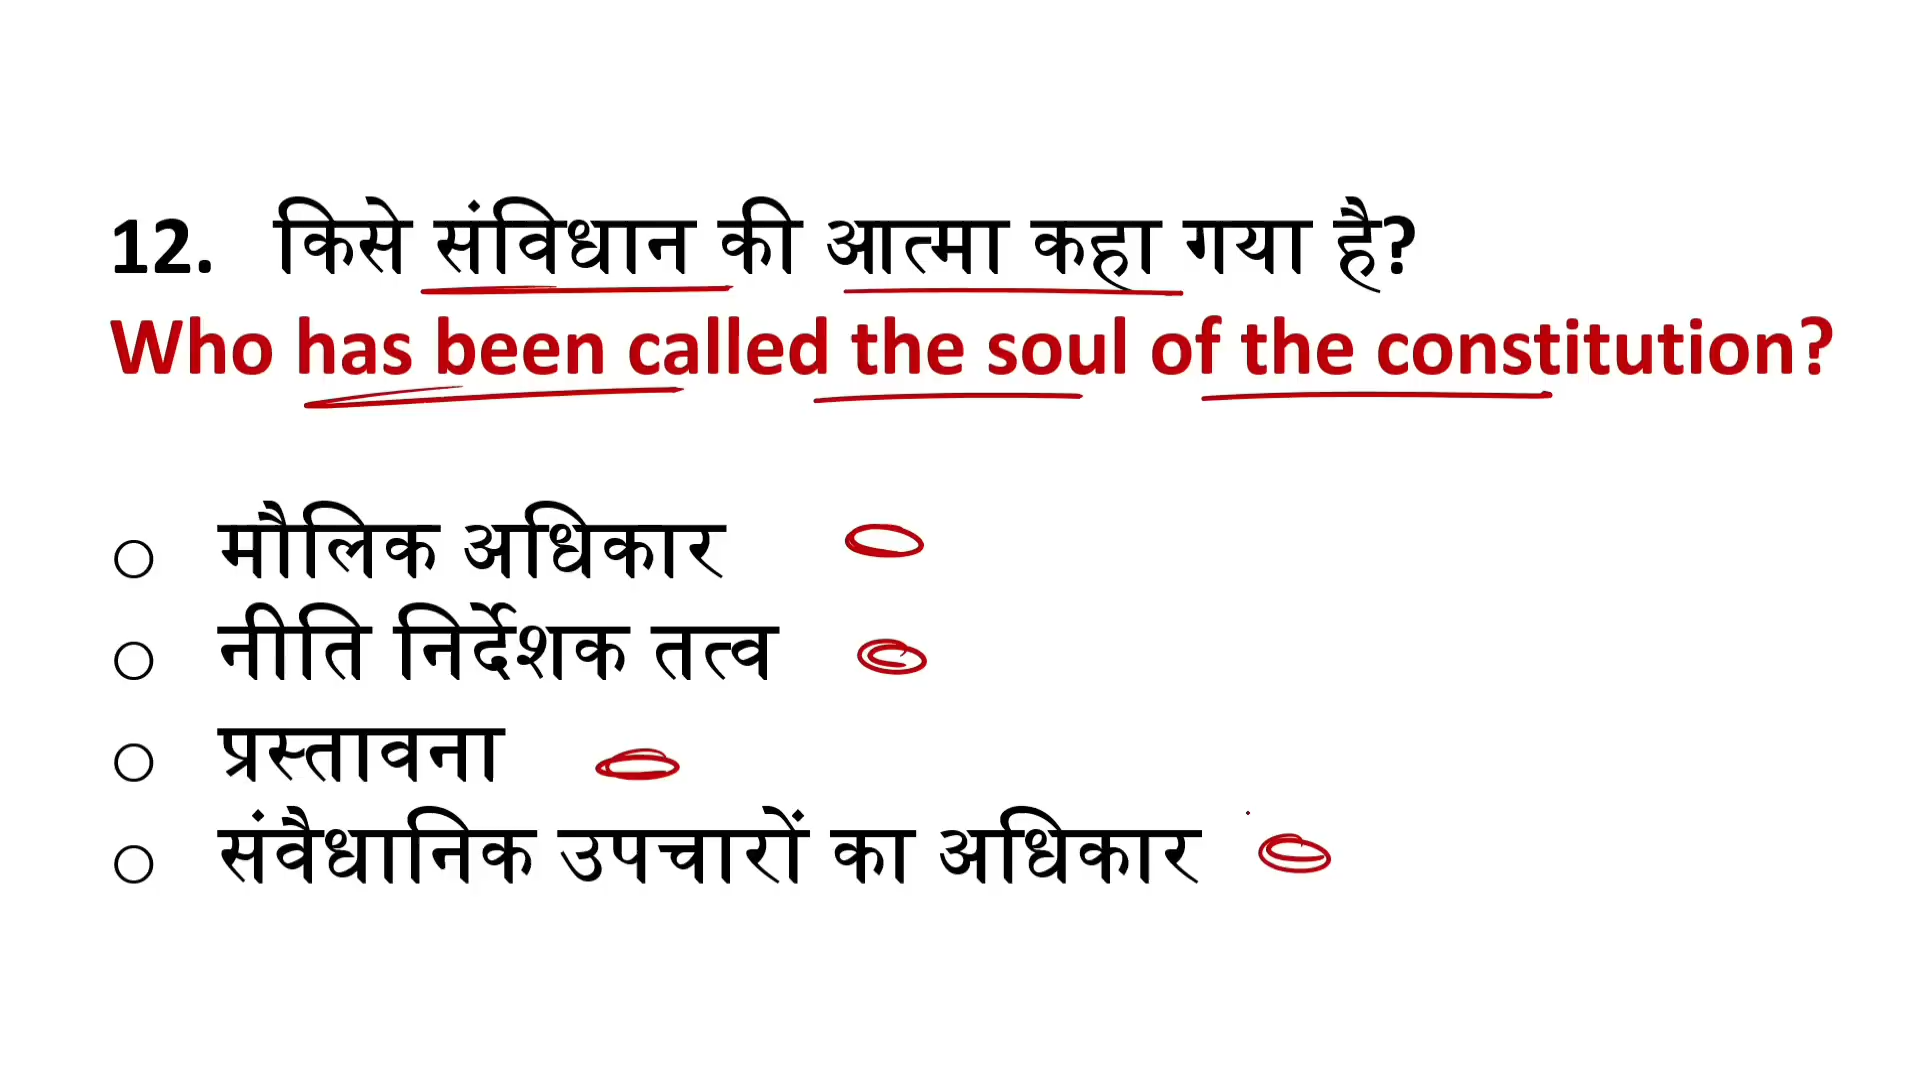 12. किसे संविधान की आत्मा कहा गया है?
Who has been called the soul of the constitution?
○ मौलिक अधिकार
○ नीति निर्देशक तत्व
○ प्रस्तावना
○ संवैधानिक उपचारों का अधिकार